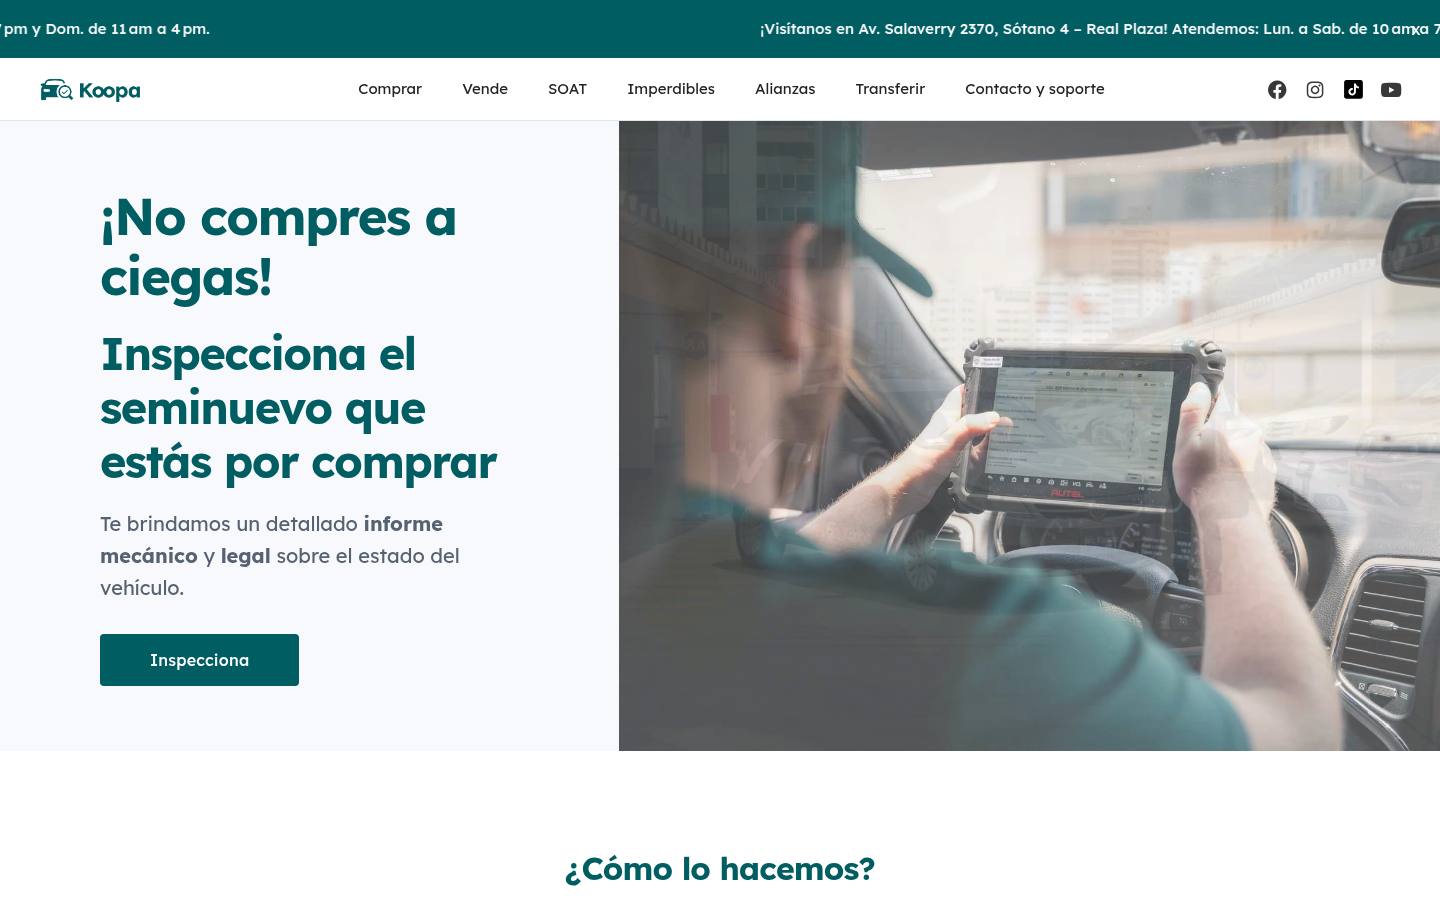 pm y Dom. de 11 am a 4 pm.
¡Visítanos en Av. Salaverry 2370, Sótano 4 – Real Plaza! Atendemos: Lun. a Sab. de 10 am a 7
x
Koopa
Comprar
Vende
SOAT
Imperdibles
Alianzas
Transferir
Contacto y soporte
¡No compres a
ciegas!
Inspecciona el
seminuevo que
estás por comprar
Te brindamos un detallado informe
mecánico y legal sobre el estado del
vehículo.
Inspecciona
AUTEL
¿Cómo lo hacemos?